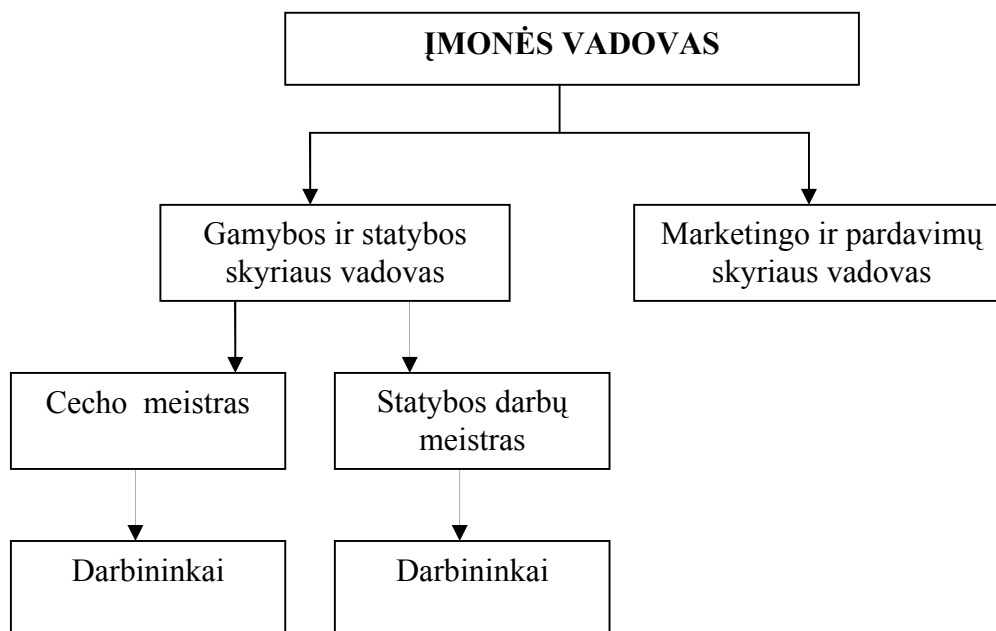 ĮMONĖS VADOVAS
Gamybos ir statybos
skyriaus vadovas
Marketingo ir pardavimų
skyriaus vadovas
Cecho meistras
Statybos darbų
meistras
Darbininkai
Darbininkai